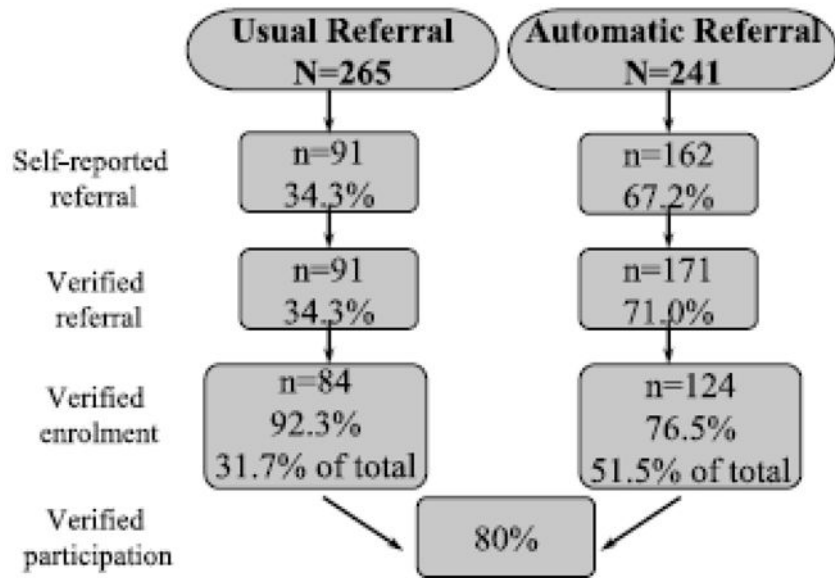 Usual Referral
N=265
Automatic Referral
N=241
Self-reported
referral
n=91
34.3%
n=162
67.2%
Verified
referral
n=91
34.3%
n=171
71.0%
Verified
enrolment
n=84
92.3%
31.7% of total
n=124
76.5%
51.5% of total
Verified
participation
80%